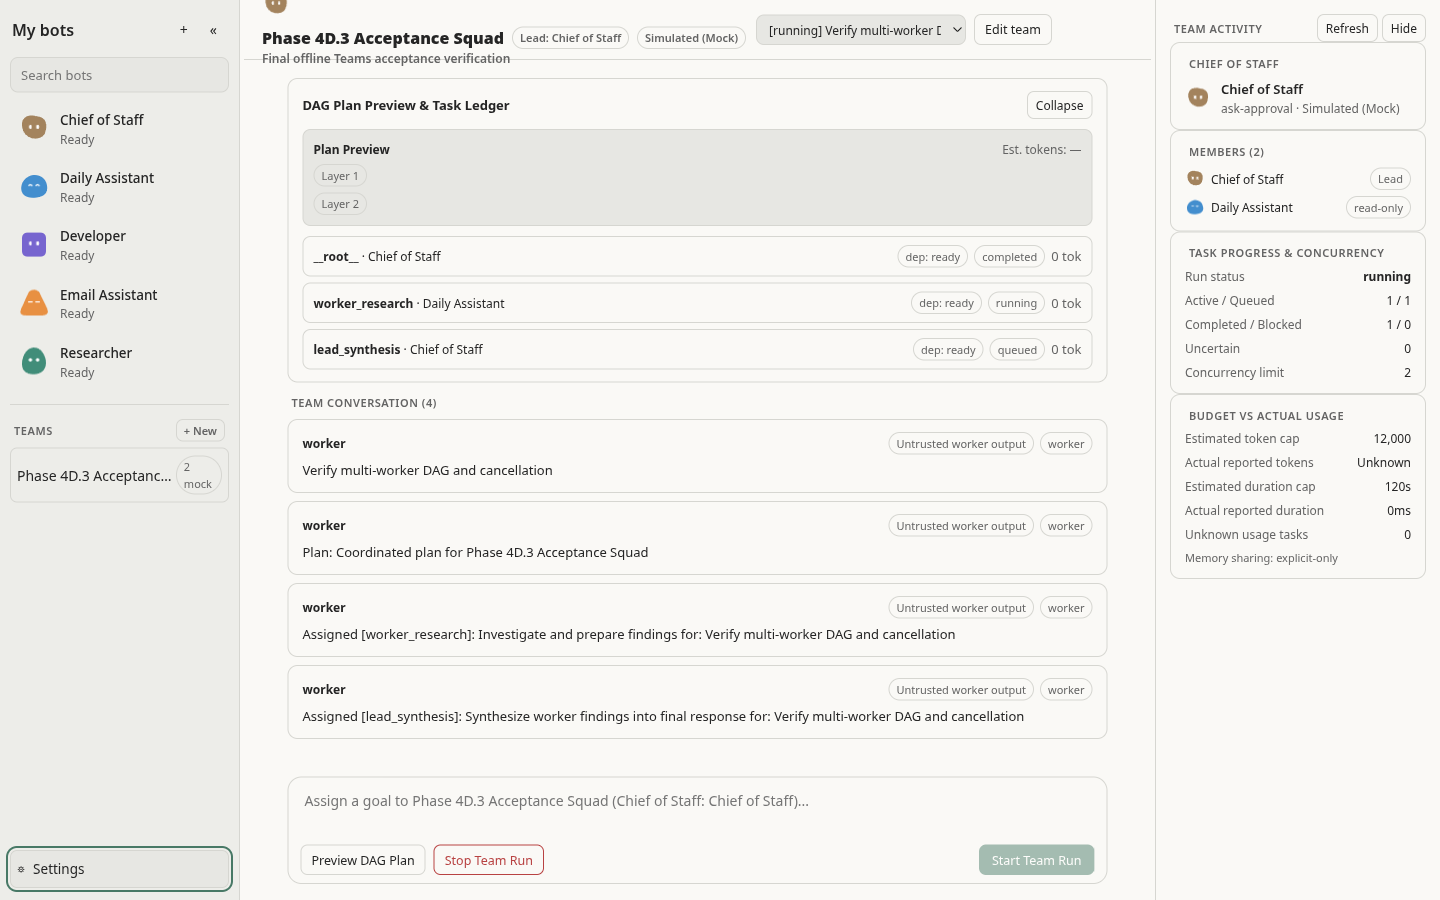 My bots
+
«
Search bots
Chief of Staff
Ready
Daily Assistant
Ready
Developer
Ready
Email Assistant
Ready
Researcher
Ready
TEAMS
+ New
Phase 4D.3 Acceptanc...
2
mock
Settings
Phase 4D.3 Acceptance Squad
Lead: Chief of Staff
Simulated (Mock)
[running] Verify multi-worker
Edit team
Final offline Teams acceptance verification
DAG Plan Preview & Task Ledger
Collapse
Plan Preview
Est. tokens: —
Layer 1
Layer 2
__root__ · Chief of Staff
dep: ready
completed
0 tok
worker_research · Daily Assistant
dep: ready
running
0 tok
lead_synthesis · Chief of Staff
dep: ready
queued
0 tok
TEAM CONVERSATION (4)
worker
Untrusted worker output
worker
Verify multi-worker DAG and cancellation
worker
Untrusted worker output
worker
Plan: Coordinated plan for Phase 4D.3 Acceptance Squad
worker
Untrusted worker output
worker
Assigned [worker_research]: Investigate and prepare findings for: Verify multi-worker DAG and cancellation
worker
Untrusted worker output
worker
Assigned [lead_synthesis]: Synthesize worker findings into final response for: Verify multi-worker DAG and cancellation
Assign a goal to Phase 4D.3 Acceptance Squad (Chief of Staff: Chief of Staff)...
Preview DAG Plan
Stop Team Run
Start Team Run
TEAM ACTIVITY
Refresh
Hide
CHIEF OF STAFF
Chief of Staff
ask-approval · Simulated (Mock)
MEMBERS (2)
Chief of Staff
Lead
Daily Assistant
read-only
TASK PROGRESS & CONCURRENCY
Run status
running
Active / Queued
1 / 1
Completed / Blocked
1 / 0
Uncertain
0
Concurrency limit
2
BUDGET VS ACTUAL USAGE
Estimated token cap
12,000
Actual reported tokens
Unknown
Estimated duration cap
120s
Actual reported duration
0ms
Unknown usage tasks
0
Memory sharing: explicit-only